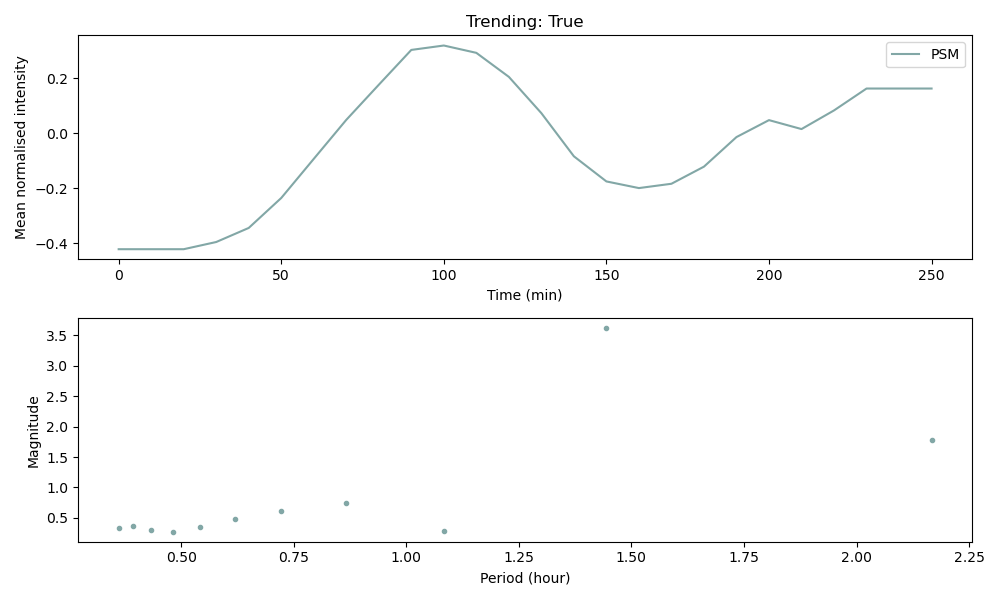 Trending: True
PSM
Mean normalised intensity
0.2
0.0
−0.2
−0.4
0 50 100 150 200 250
Time (min)
Magnitude
3.5
3.0
2.5
2.0
1.5
1.0
0.5
0.50 0.75 1.00 1.25 1.50 1.75 2.00 2.25
Period (hour)